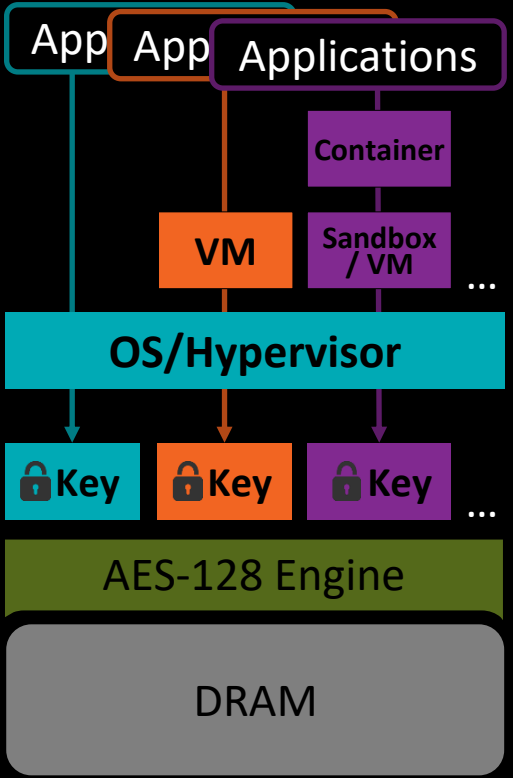 App
App
Applications
Container
VM
Sandbox
/ VM
...
OS/Hypervisor
Key
Key
Key
...
AES-128 Engine
DRAM